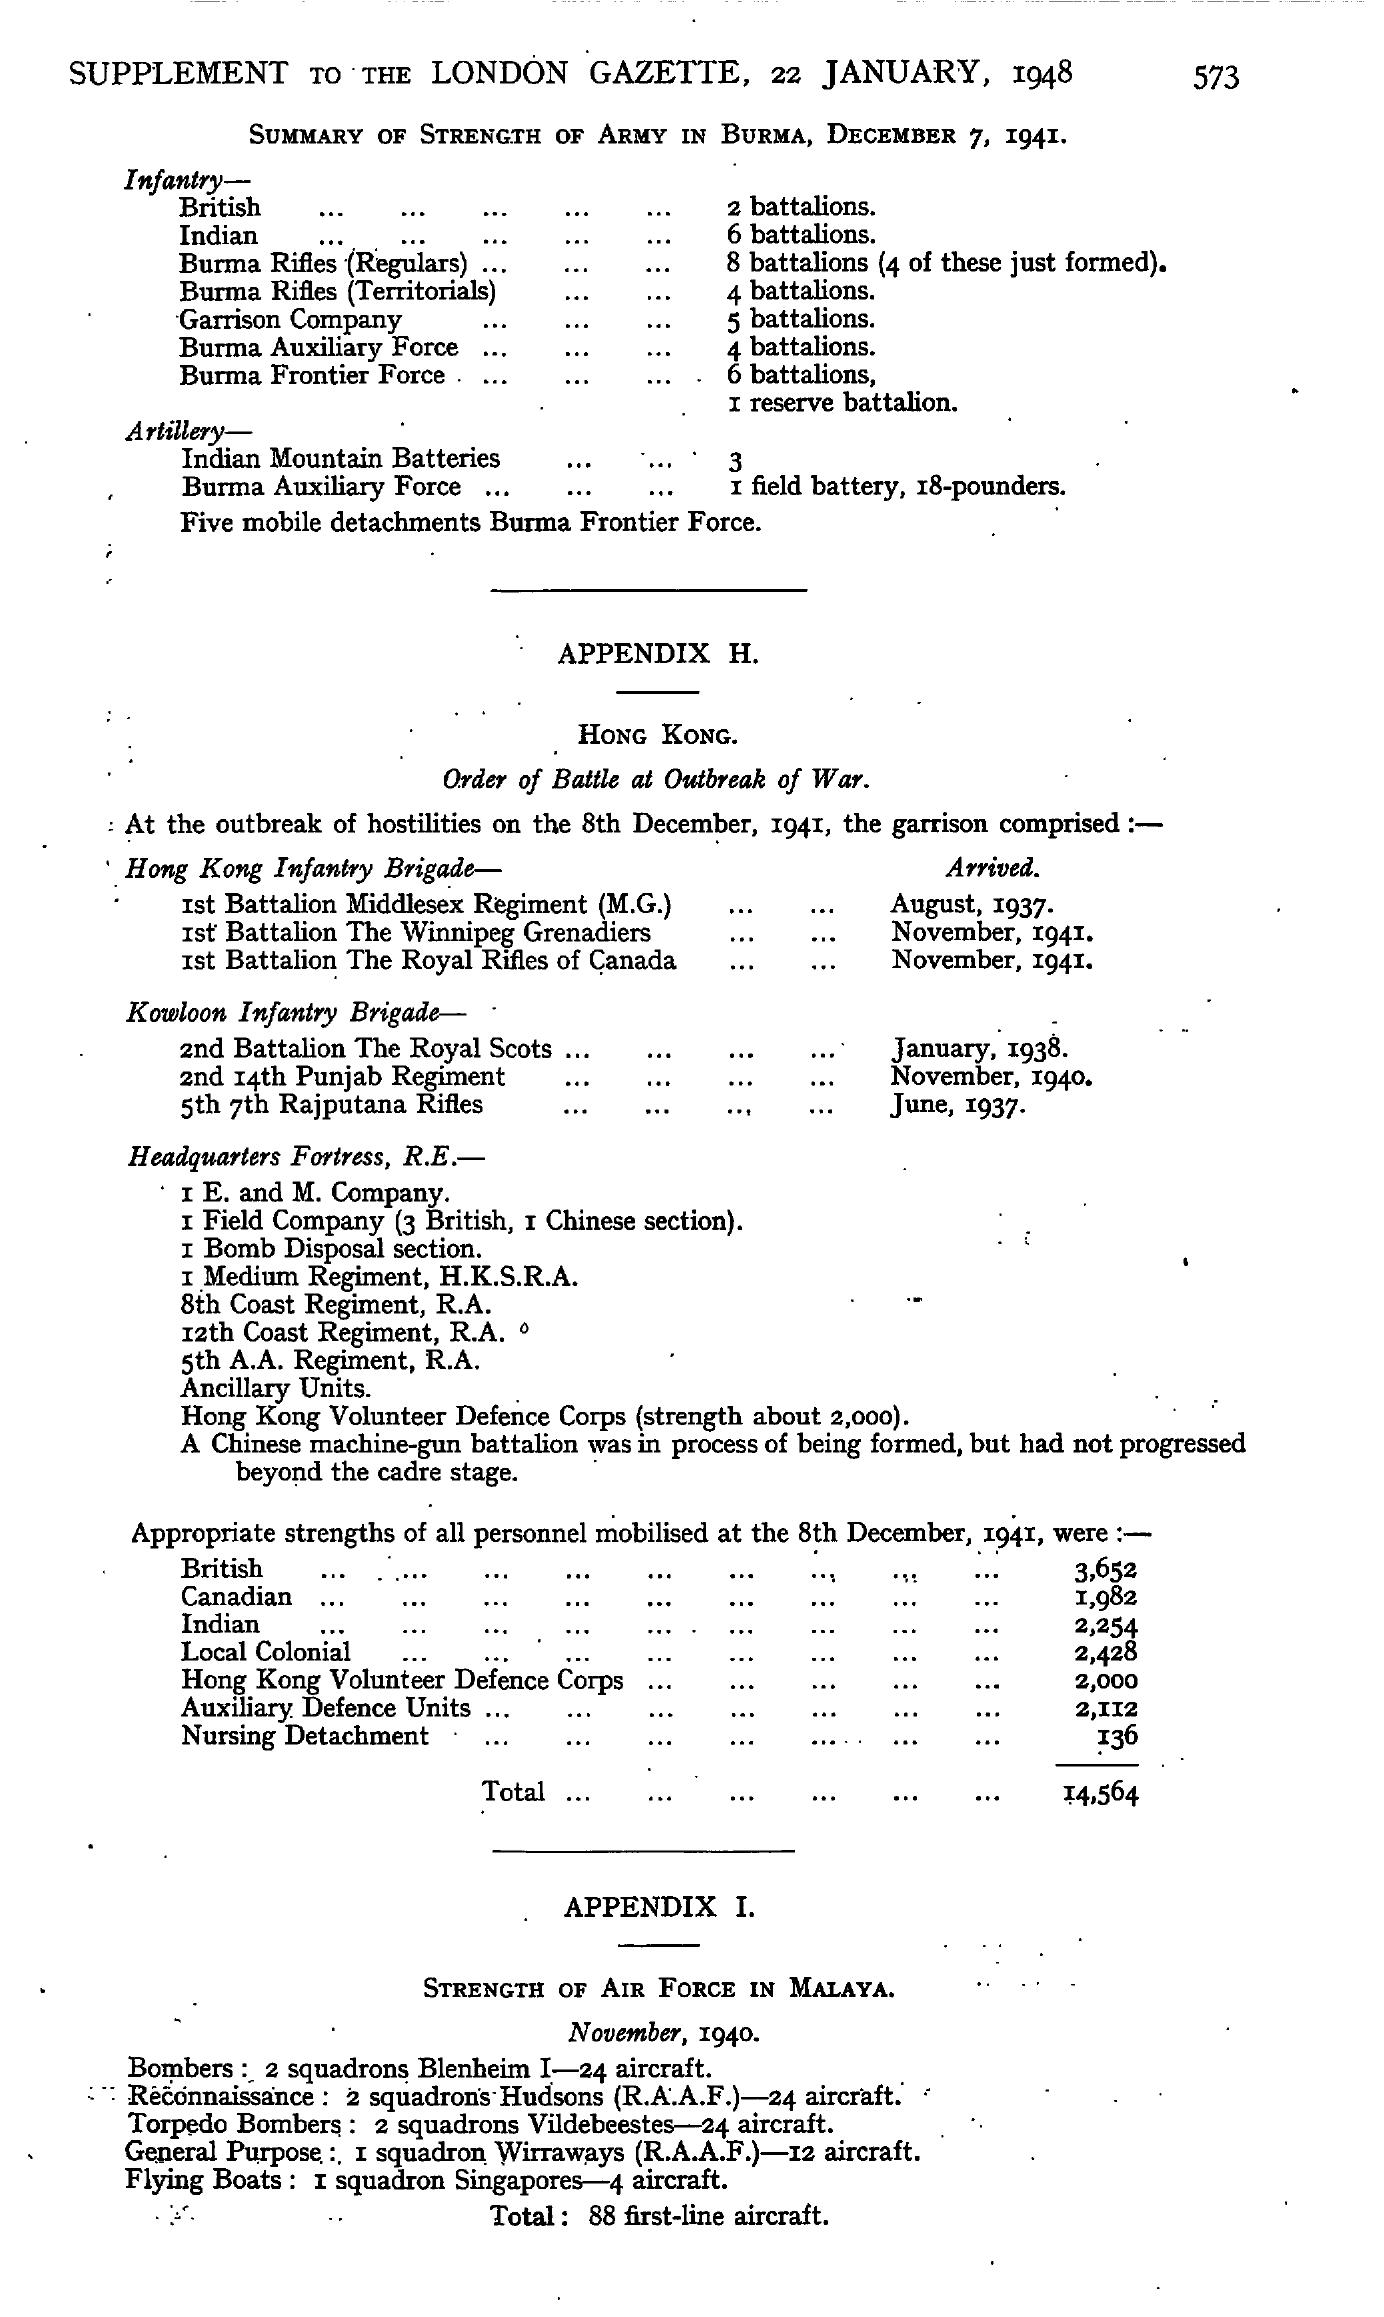 SUPPLEMENT TO THE LONDON GAZETTE, 22 JANUARY, 1948 573
SUMMARY OF STRENGTH OF ARMY IN BURMA, DECEMBER 7, 1941.
Infantry—
British ... ... ... ... ... 2 battalions.
Indian ... ... ... ... ... 6 battalions.
Burma Rifles (Regulars) ... ... ... 8 battalions (4 of these just formed).
Burma Rifles (Territorials) ... ... 4 battalions.
Garrison Company ... ... ... 5 battalions.
Burma Auxiliary Force ... ... ... 4 battalions.
Burma Frontier Force ... ... ... 6 battalions,
1 reserve battalion.
Artillery—
Indian Mountain Batteries ... ... 3
Burma Auxiliary Force ... ... ... 1 field battery, 18-pounders.
Five mobile detachments Burma Frontier Force.
APPENDIX H.
HONG KONG.
Order of Battle at Outbreak of War.
At the outbreak of hostilities on the 8th December, 1941, the garrison comprised :—
Hong Kong Infantry Brigade— Arrived.
1st Battalion Middlesex Regiment (M.G.) ... ... August, 1937.
1st Battalion The Winnipeg Grenadiers ... ... November, 1941.
1st Battalion The Royal Rifles of Canada ... ... November, 1941.
Kowloon Infantry Brigade—
2nd Battalion The Royal Scots ... ... ... ... January, 1938.
2nd 14th Punjab Regiment ... ... ... ... November, 1940.
5th 7th Rajputana Rifles ... ... ... ... June, 1937.
Headquarters Fortress, R.E.—
1 E. and M. Company.
1 Field Company (3 British, 1 Chinese section).
1 Bomb Disposal section.
1 Medium Regiment, H.K.S.R.A.
8th Coast Regiment, R.A.
12th Coast Regiment, R.A.
5th A.A. Regiment, R.A.
Ancillary Units.
Hong Kong Volunteer Defence Corps (strength about 2,000).
A Chinese machine-gun battalion was in process of being formed, but had not progressed
beyond the cadre stage.
Appropriate strengths of all personnel mobilised at the 8th December, 1941, were :—
British ... ... ... ... ... ... ... ... ... 3,652
Canadian ... ... ... ... ... ... ... ... ... 1,982
Indian ... ... ... ... ... ... ... ... ... 2,254
Local Colonial ... ... ... ... ... ... ... ... 2,428
Hong Kong Volunteer Defence Corps ... ... ... ... ... 2,000
Auxiliary Defence Units ... ... ... ... ... ... ... 2,112
Nursing Detachment ... ... ... ... ... ... ... 136
Total ... ... ... ... ... ... 14,564
APPENDIX I.
STRENGTH OF AIR FORCE IN MALAYA.
November, 1940.
Bombers : 2 squadrons Blenheim I—24 aircraft.
Reconnaissance : 2 squadrons Hudsons (R.A.A.F.)—24 aircraft.
Torpedo Bombers : 2 squadrons Vildebeestes—24 aircraft.
General Purpose : 1 squadron Wirraways (R.A.A.F.)—12 aircraft.
Flying Boats : 1 squadron Singapores—4 aircraft.
Total : 88 first-line aircraft.